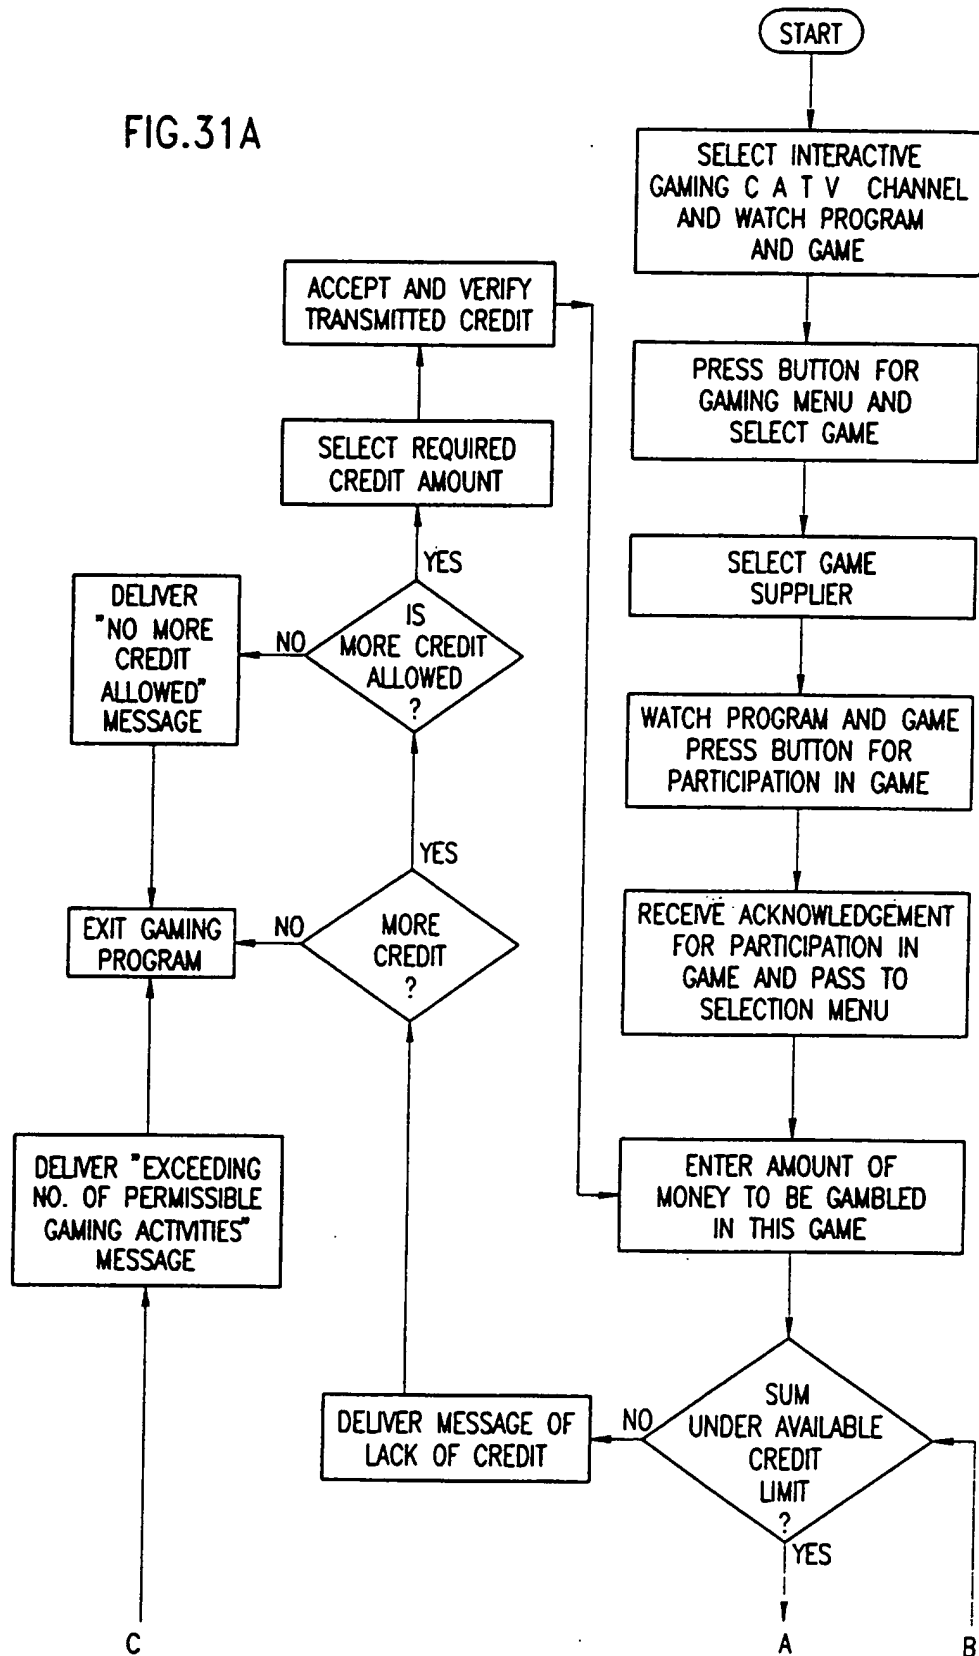 FIG.31A
START
SELECT INTERACTIVE
GAMING C A T V CHANNEL
AND WATCH PROGRAM
AND GAME
PRESS BUTTON FOR
GAMING MENU AND
SELECT GAME
SELECT GAME
SUPPLIER
WATCH PROGRAM AND GAME
PRESS BUTTON FOR
PARTICIPATION IN GAME
RECEIVE ACKNOWLEDGEMENT
FOR PARTICIPATION IN
GAME AND PASS TO
SELECTION MENU
ENTER AMOUNT OF
MONEY TO BE GAMBLED
IN THIS GAME
SUM
UNDER AVAILABLE
CREDIT
LIMIT
?
YES
NO
DELIVER MESSAGE OF
LACK OF CREDIT
MORE
CREDIT
?
YES
NO
IS
MORE CREDIT
ALLOWED
?
YES
NO
SELECT REQUIRED
CREDIT AMOUNT
ACCEPT AND VERIFY
TRANSMITTED CREDIT
DELIVER
"NO MORE
CREDIT
ALLOWED"
MESSAGE
EXIT GAMING
PROGRAM
DELIVER "EXCEEDING
NO. OF PERMISSIBLE
GAMING ACTIVITIES"
MESSAGE
C
A
B